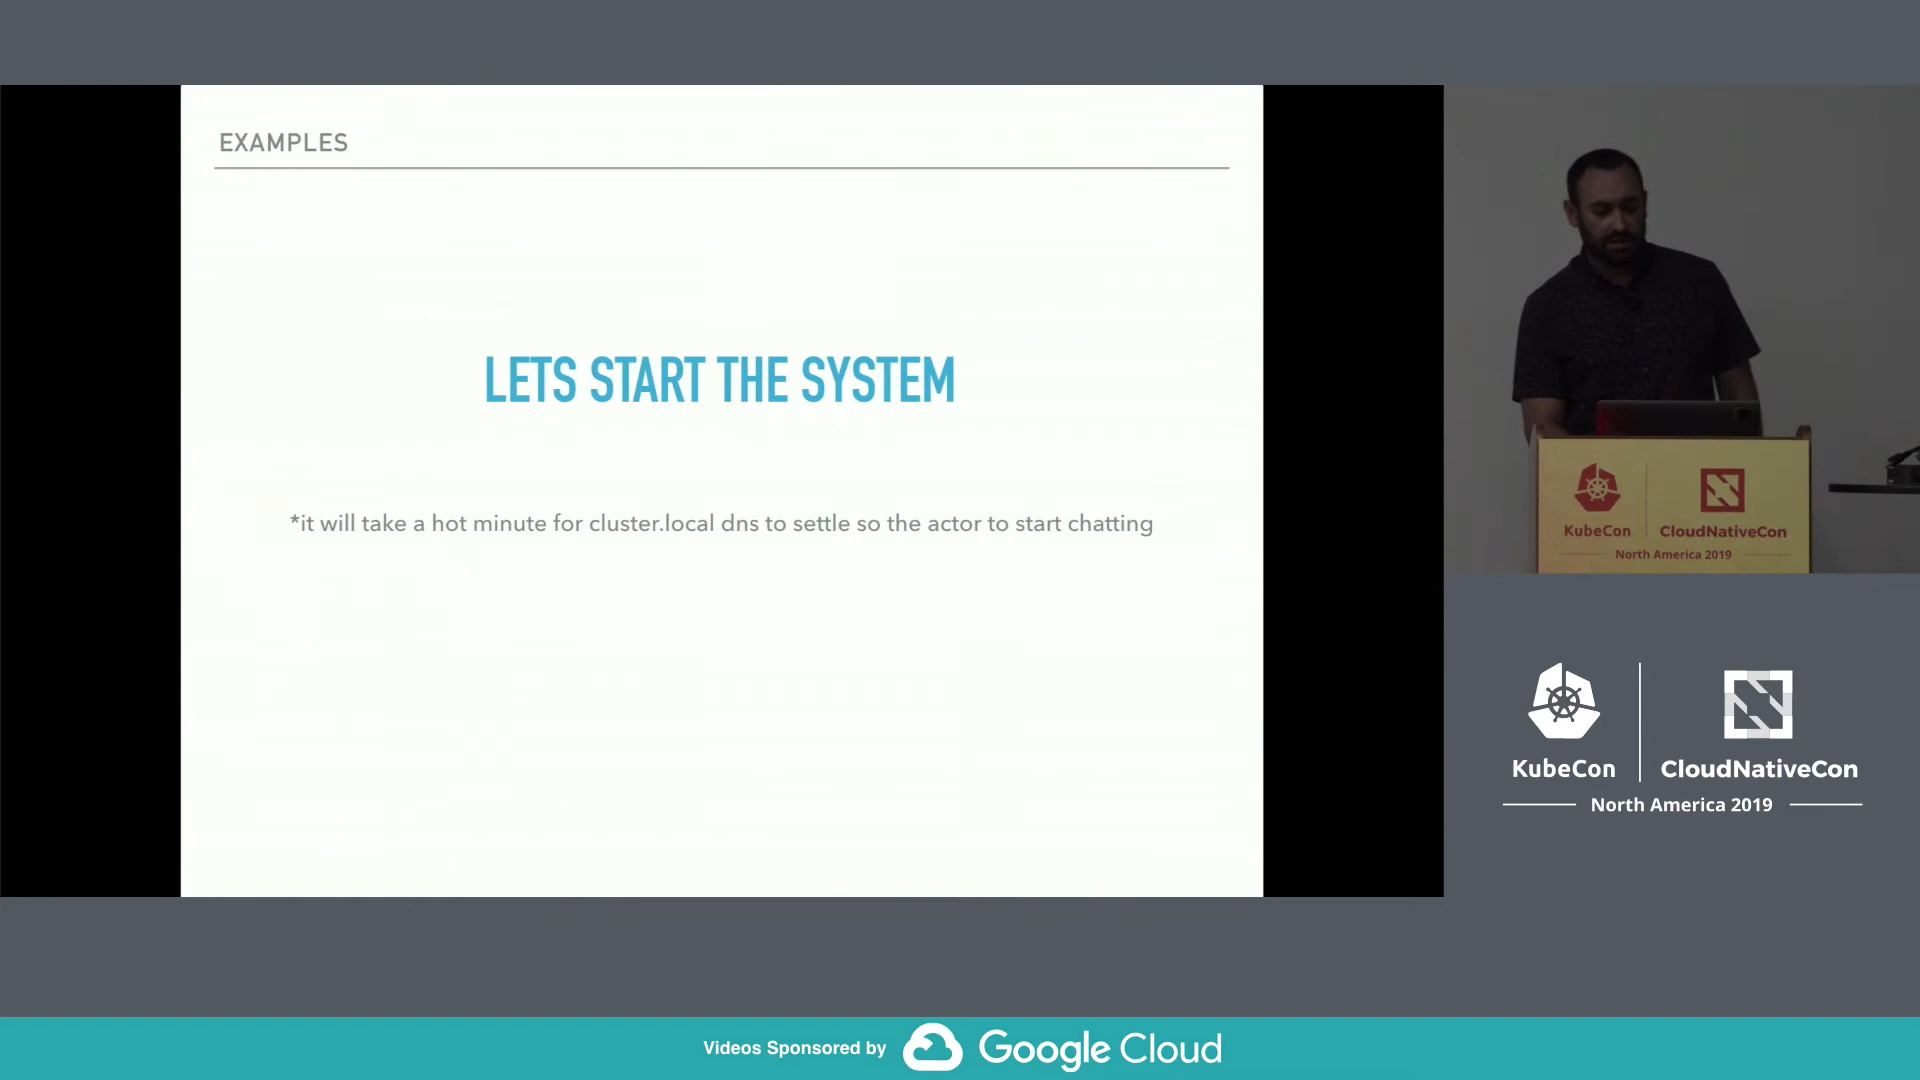 EXAMPLES
LETS START THE SYSTEM
*it will take a hot minute for cluster.local dns to settle so the actor to start chatting
KubeCon
CloudNativeCon
North America 2019
KubeCon
CloudNativeCon
North America 2019
Videos Sponsored by
Google Cloud